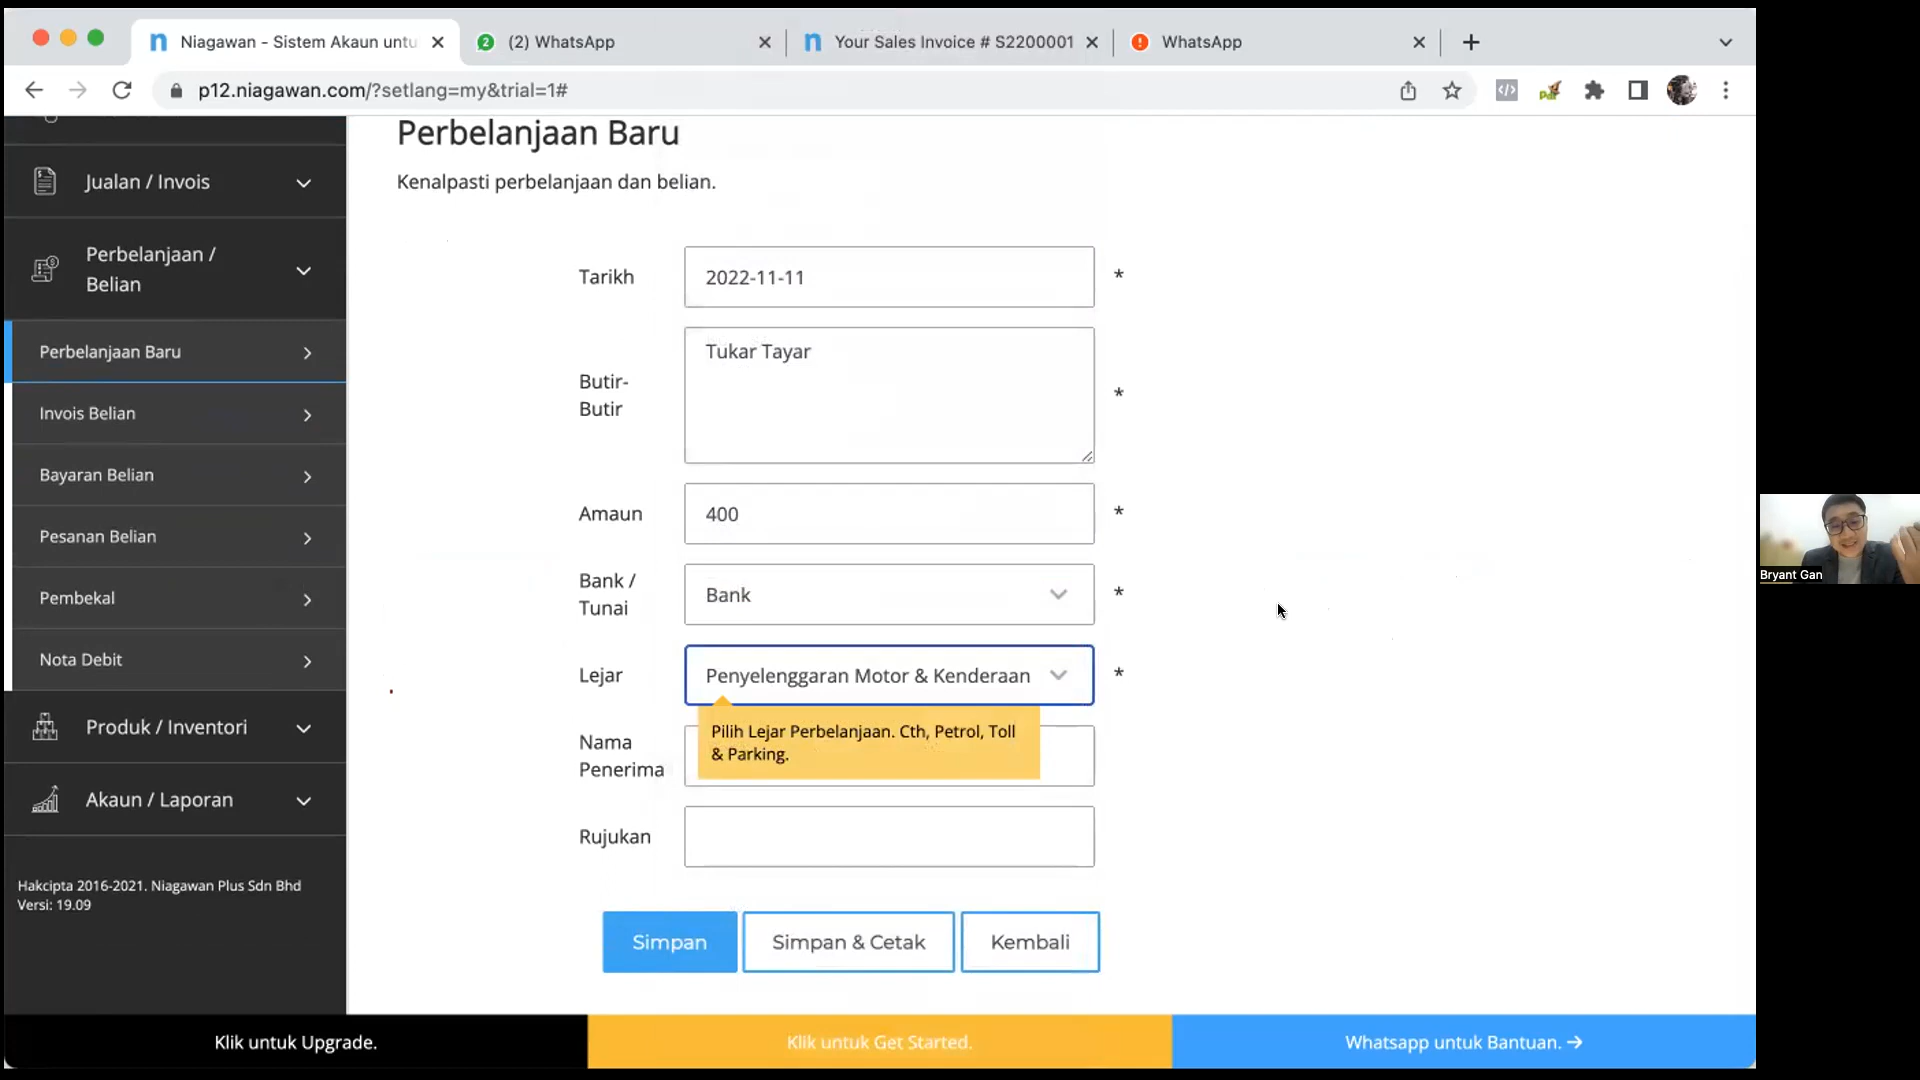 Niagawan - Sistem Akaun untu
2
(2) WhatsApp
Your Sales Invoice # S2200001
WhatsApp
p12.niagawan.com/?setlang=my&trial=1#
Jualan / Invois
Perbelanjaan /
Belian
Perbelanjaan Baru
Invois Belian
Bayaran Belian
Pesanan Belian
Pembekal
Nota Debit
Produk / Inventori
Akaun / Laporan
Hakcipta 2016-2021. Niagawan Plus Sdn Bhd
Versi: 19.09
Perbelanjaan Baru
Kenalpasti perbelanjaan dan belian.
Tarikh
2022-11-11
*
Butir-
Butir
Tukar Tayar
*
Amaun
400
*
Bank /
Tunai
Bank
*
Lejar
Penyelenggaran Motor & Kenderaan
*
Pilih Lejar Perbelanjaan. Cth, Petrol, Toll
& Parking.
Nama
Penerima
Rujukan
Simpan
Simpan & Cetak
Kembali
Klik untuk Upgrade.
Klik untuk Get Started.
Whatsapp untuk Bantuan. →
Bryant Gan